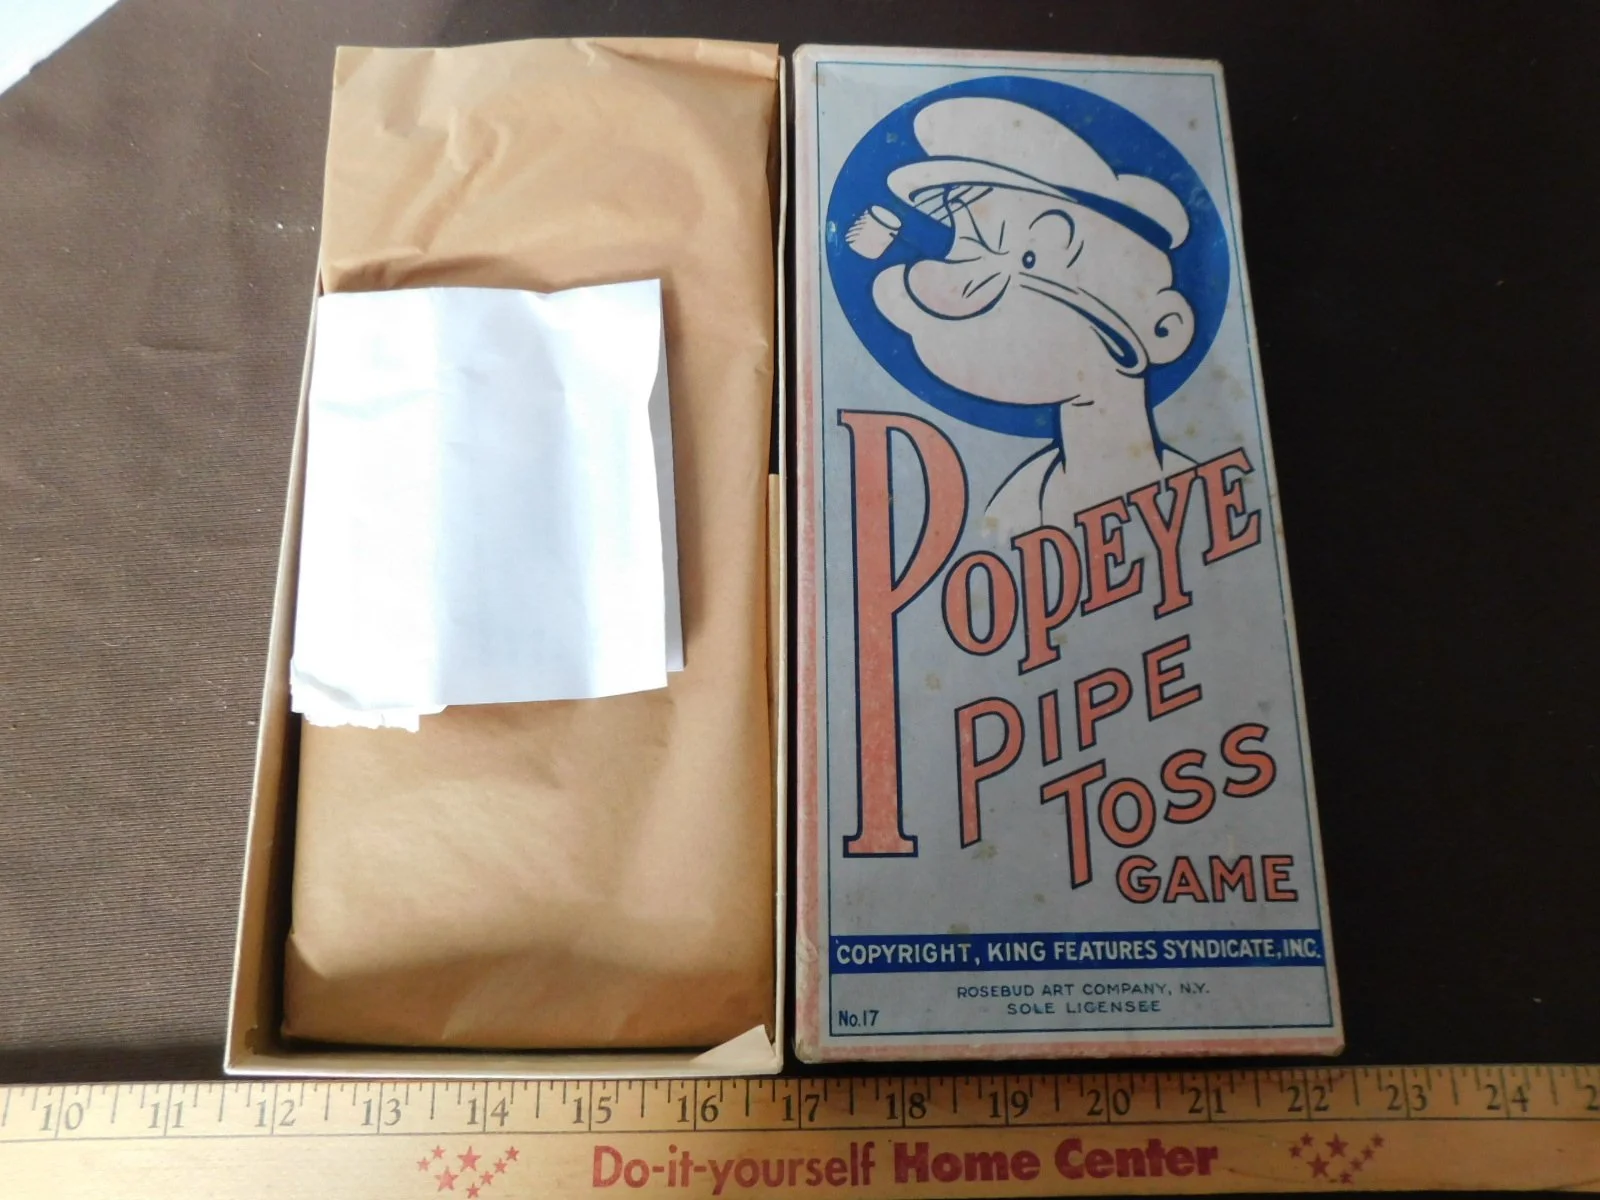 POPEYE
PIPE
TOSS
GAME
COPYRIGHT, KING FEATURES SYNDICATE, INC.
ROSEBUD ART COMPANY, N.Y.
SOLE LICENSEE
No. 17
10 11 12 13 14 15 16 17 18 19 20 21 22 23 24 2
Do-it-yourself Home Center